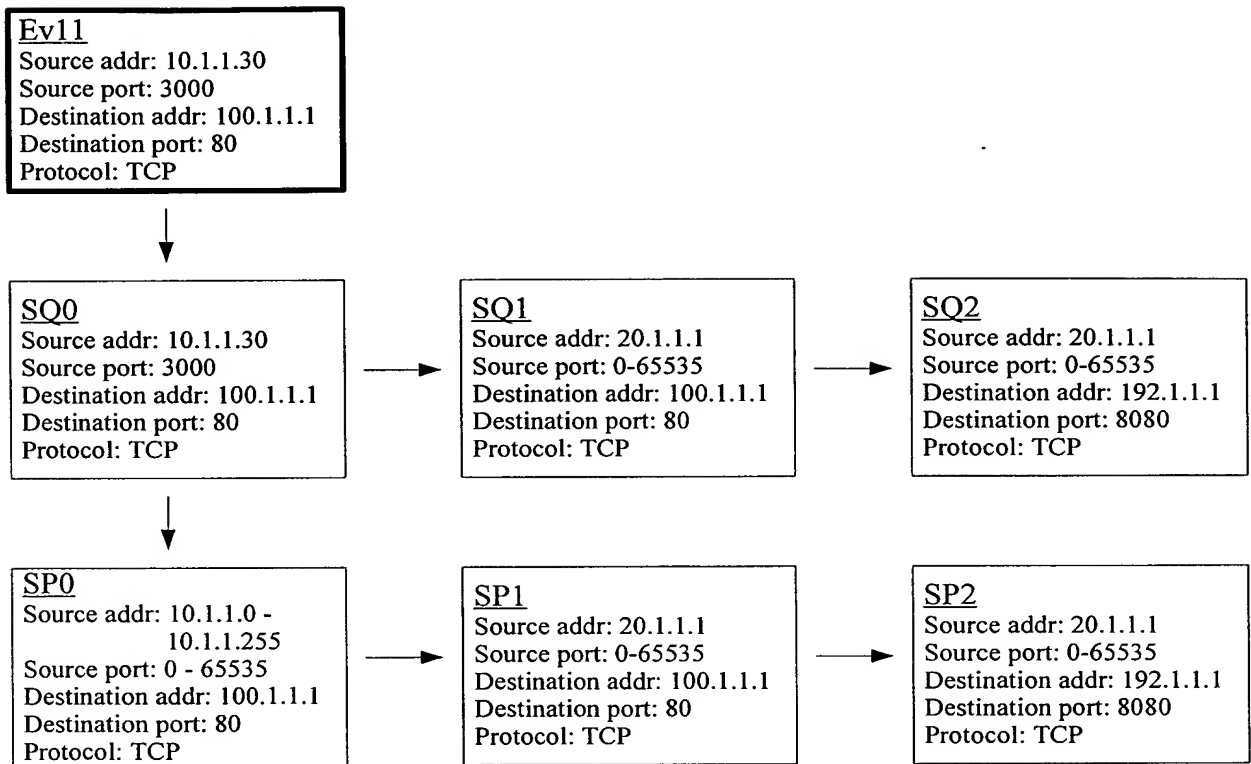 Ev11
Source addr: 10.1.1.30
Source port: 3000
Destination addr: 100.1.1.1
Destination port: 80
Protocol: TCP
SQ0
Source addr: 10.1.1.30
Source port: 3000
Destination addr: 100.1.1.1
Destination port: 80
Protocol: TCP
SQ1
Source addr: 20.1.1.1
Source port: 0-65535
Destination addr: 100.1.1.1
Destination port: 80
Protocol: TCP
SQ2
Source addr: 20.1.1.1
Source port: 0-65535
Destination addr: 192.1.1.1
Destination port: 8080
Protocol: TCP
SP0
Source addr: 10.1.1.0 -
10.1.1.255
Source port: 0 - 65535
Destination addr: 100.1.1.1
Destination port: 80
Protocol: TCP
SP1
Source addr: 20.1.1.1
Source port: 0-65535
Destination addr: 100.1.1.1
Destination port: 80
Protocol: TCP
SP2
Source addr: 20.1.1.1
Source port: 0-65535
Destination addr: 192.1.1.1
Destination port: 8080
Protocol: TCP